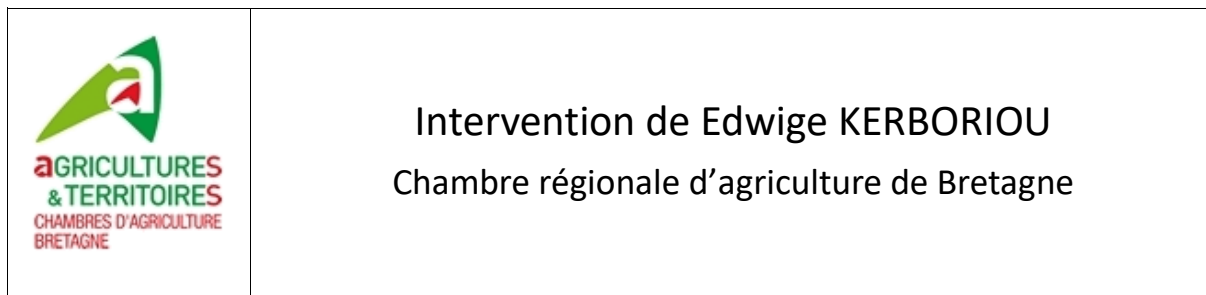 a
aGRICULTURES
& TERRITOIRES
CHAMBRES D'AGRICULTURE
BRETAGNE
Intervention de Edwige KERBORIOU
Chambre régionale d’agriculture de Bretagne